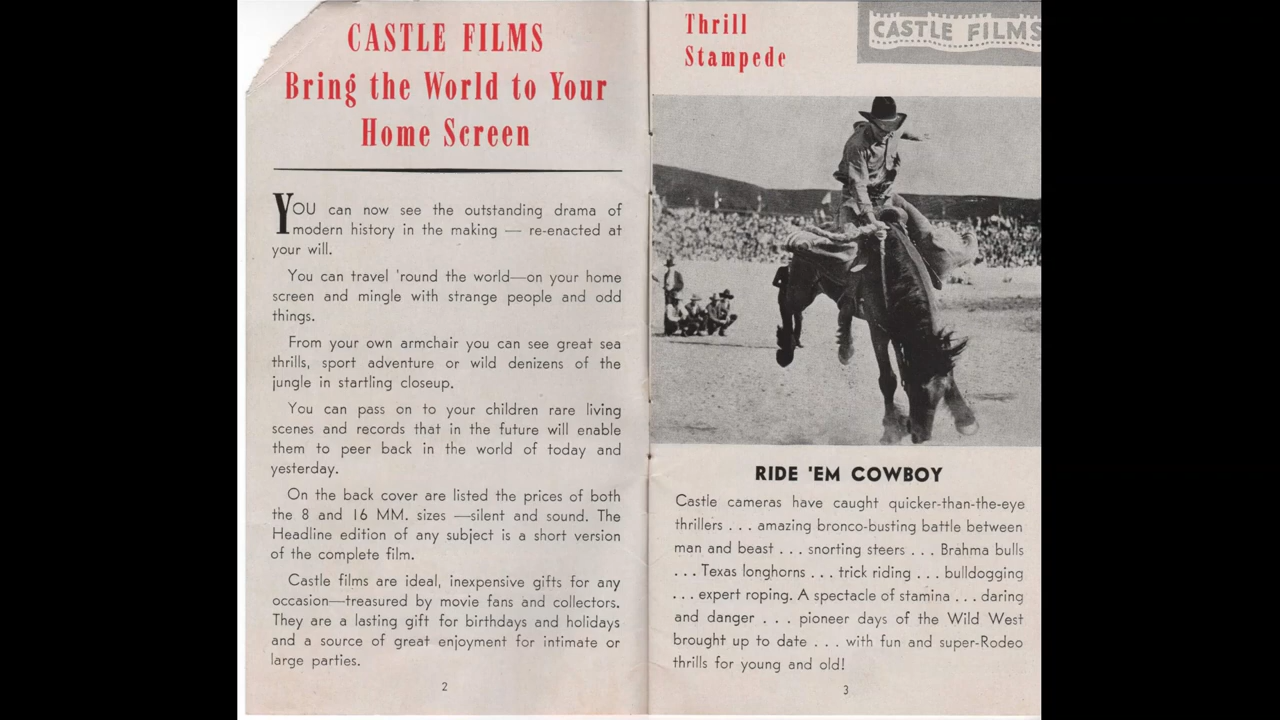 CASTLE FILMS
Bring the World to Your
Home Screen
YOU can now see the outstanding drama of
modern history in the making — re-enacted at
your will.
You can travel 'round the world—on your home
screen and mingle with strange people and odd
things.
From your own armchair you can see great sea
thrills, sport adventure or wild denizens of the
jungle in startling closeup.
You can pass on to your children rare living
scenes and records that in the future will enable
them to peer back in the world of today and
yesterday.
On the back cover are listed the prices of both
the 8 and 16 MM. sizes —silent and sound. The
Headline edition of any subject is a short version
of the complete film.
Castle films are ideal, inexpensive gifts for any
occasion—treasured by movie fans and collectors.
They are a lasting gift for birthdays and holidays
and a source of great enjoyment for intimate or
large parties.
2
Thrill
Stampede
CASTLE FILMS
RIDE 'EM COWBOY
Castle cameras have caught quicker-than-the-eye
thrillers . . . amazing bronco-busting battle between
man and beast . . . snorting steers . . . Brahma bulls
. . . Texas longhorns . . . trick riding . . . bulldogging
. . . expert roping. A spectacle of stamina . . . daring
and danger . . . pioneer days of the Wild West
brought up to date . . . with fun and super-Rodeo
thrills for young and old!
3